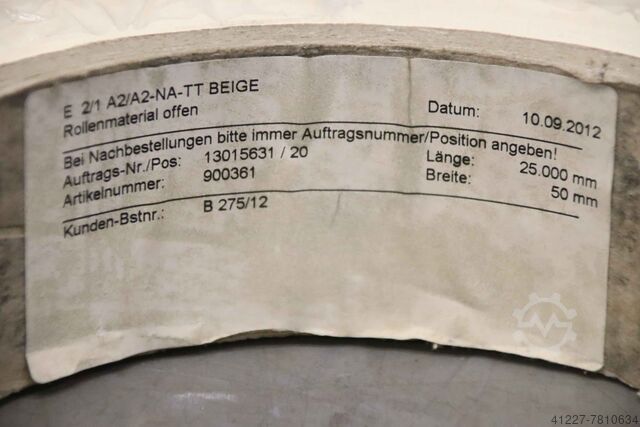 E 2/1 A2/A2-NA-TT BEIGE
Rollenmaterial offen Datum: 10.09.2012
Bei Nachbestellungen bitte immer Auftragsnummer/Position angeben!
Auftrags-Nr./Pos: 13015631 / 20 Länge: 25.000 mm
Artikelnummer: 900361 Breite: 50 mm
Kunden-Bstnr.: B 275/12
41227-7810634